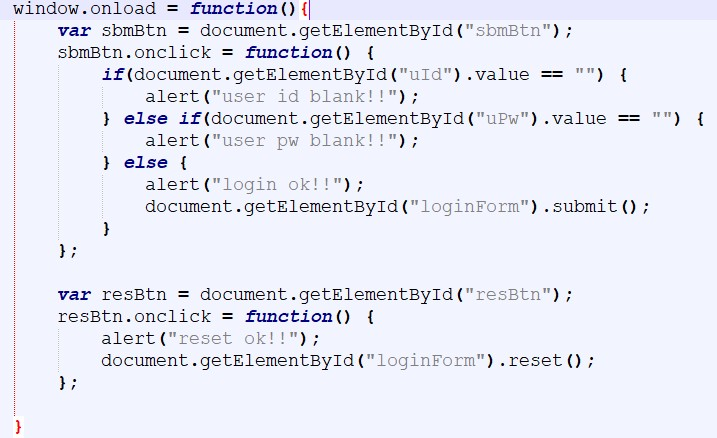 window.onload = function(){
var sbmBtn = document.getElementById("sbmBtn");
sbmBtn.onclick = function() {
if(document.getElementById("uId").value == "") {
alert("user id blank!!");
} else if(document.getElementById("uPw").value == "") {
alert("user pw blank!!");
} else {
alert("login ok!!");
document.getElementById("loginForm").submit();
}
};
var resBtn = document.getElementById("resBtn");
resBtn.onclick = function() {
alert("reset ok!!");
document.getElementById("loginForm").reset();
};
}